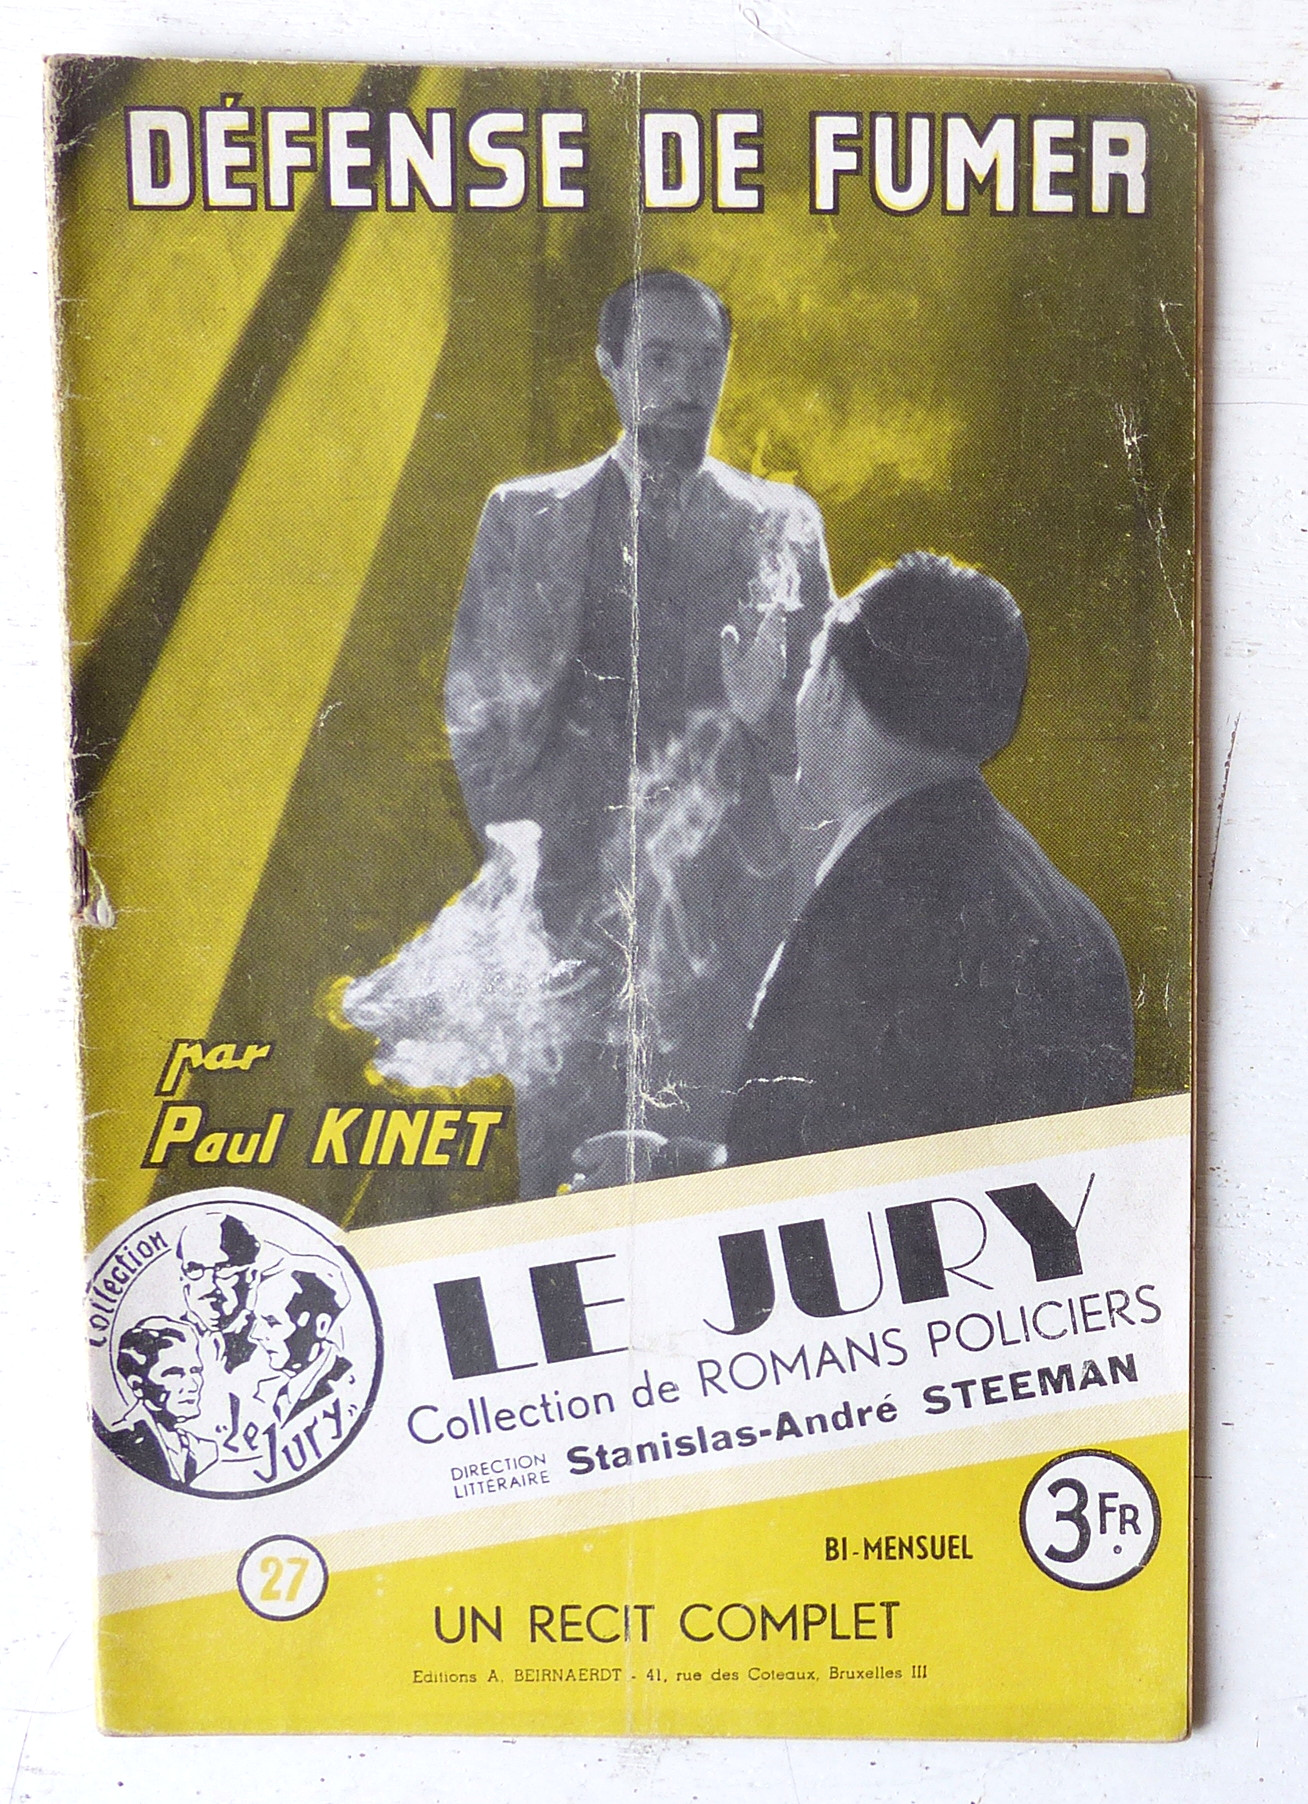 DÉFENSE DE FUMER
par
Paul KINET
Collection
"Le
Jury"
LE JURY
Collection de ROMANS POLICIERS
DIRECTION
LITTÉRAIRE
Stanislas-André STEEMAN
27
BI-MENSUEL
3 FR.
UN RECIT COMPLET
Editions A. BEIRNAERDT - 41, rue des Coteaux, Bruxelles III